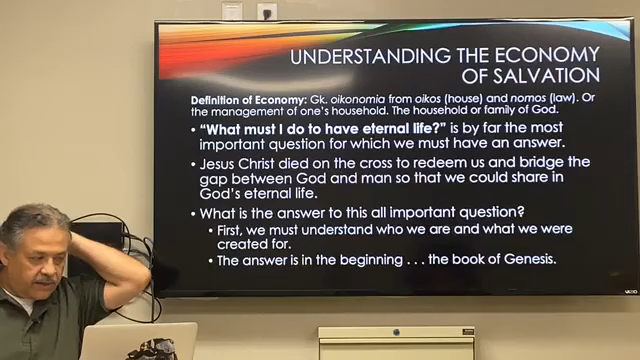 UNDERSTANDING THE ECONOMY
OF SALVATION
Definition of Economy: Gk. oikonomia from oikos (house) and nomos (law). Or
the management of one's household. The household or family of God.
• "What must I do to have eternal life?" is by far the most
important question for which we must have an answer.
• Jesus Christ died on the cross to redeem us and bridge the
gap between God and man so that we could share in
God's eternal life.
• What is the answer to this all important question?
• First, we must understand who we are and what we were
created for.
• The answer is in the beginning . . . the book of Genesis.
VIZIO